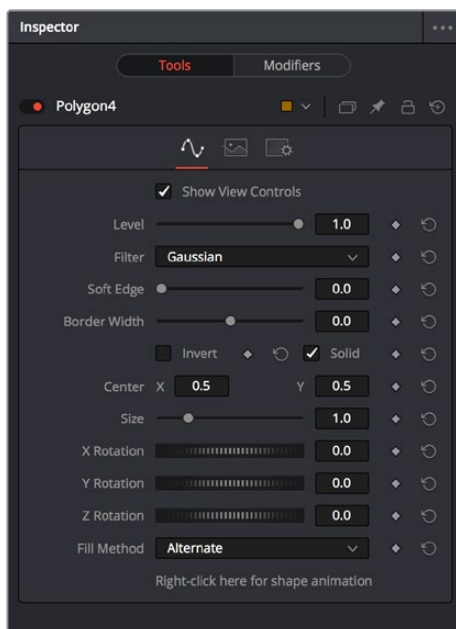 Inspector
Tools Modifiers
Polygon4
Show View Controls
Level 1.0
Filter Gaussian
Soft Edge 0.0
Border Width 0.0
Invert Solid
Center X 0.5 Y 0.5
Size 1.0
X Rotation 0.0
Y Rotation 0.0
Z Rotation 0.0
Fill Method Alternate
Right-click here for shape animation